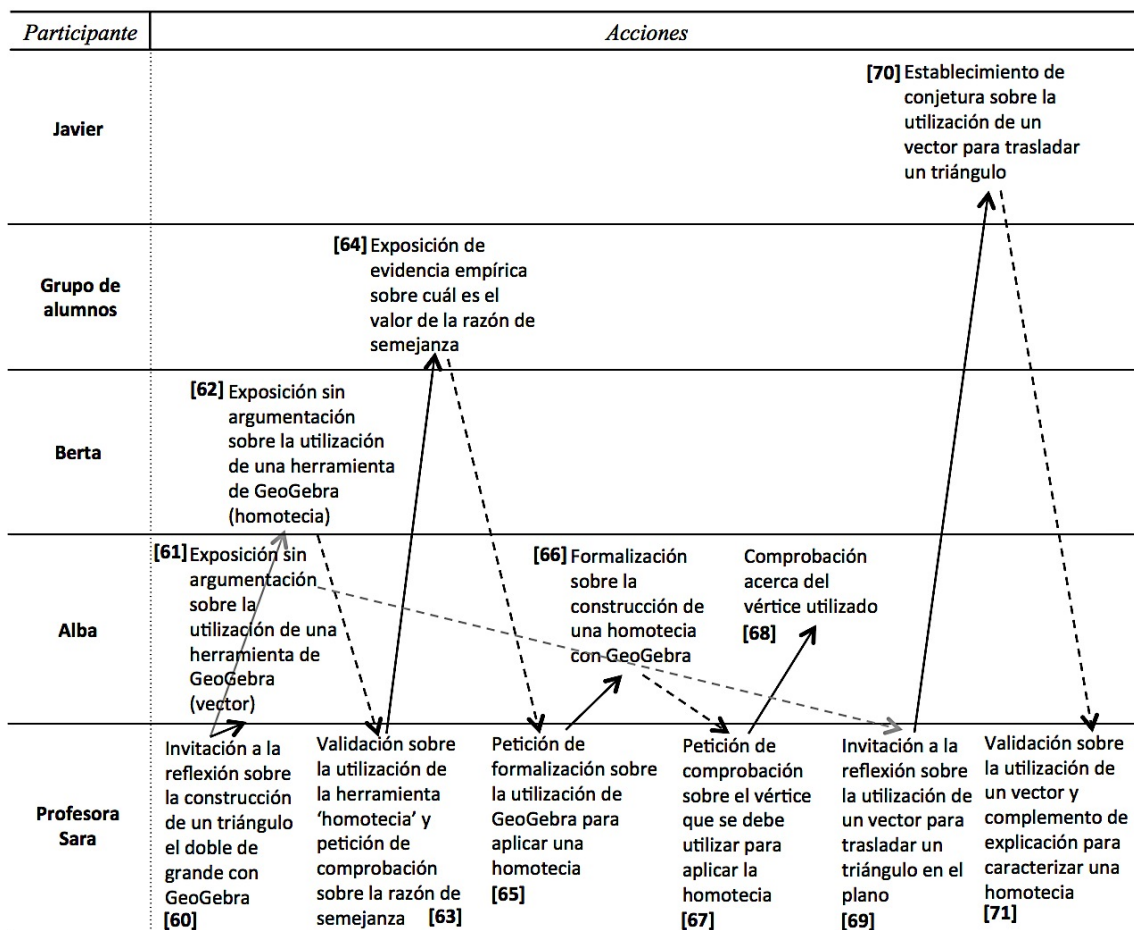 Participante
Acciones
Javier
[70] Establecimiento de
conjetura sobre la
utilización de un
vector para trasladar
un triángulo
Grupo de
alumnos
[64] Exposición de
evidencia empírica
sobre cuál es el
valor de la razón de
semejanza
Berta
[62] Exposición sin
argumentación
sobre la utilización
de una herramienta
de GeoGebra
(homotecia)
Alba
[61] Exposición sin
argumentación
sobre la
utilización de una
herramienta de
GeoGebra
(vector)
[66] Formalización
sobre la
construcción de
una homotecia
con GeoGebra
Comprobación
acerca del
vértice utilizado
[68]
Profesora
Sara
Invitación a la
reflexión sobre
la construcción
de un triángulo
el doble de
grande con
GeoGebra
[60]
Validación sobre
la utilización de
la herramienta
‘homotecia’ y
petición de
comprobación
sobre la razón de
semejanza [63]
Petición de
formalización sobre
la utilización de
GeoGebra para
aplicar una
homotecia
[65]
Petición de
comprobación
sobre el vértice
que se debe
utilizar para
aplicar la
homotecia
[67]
Invitación a la
reflexión sobre
la utilización de
un vector para
trasladar un
triángulo en el
plano
[69]
Validación sobre
la utilización de
un vector y
complemento de
explicación para
caracterizar una
homotecia
[71]